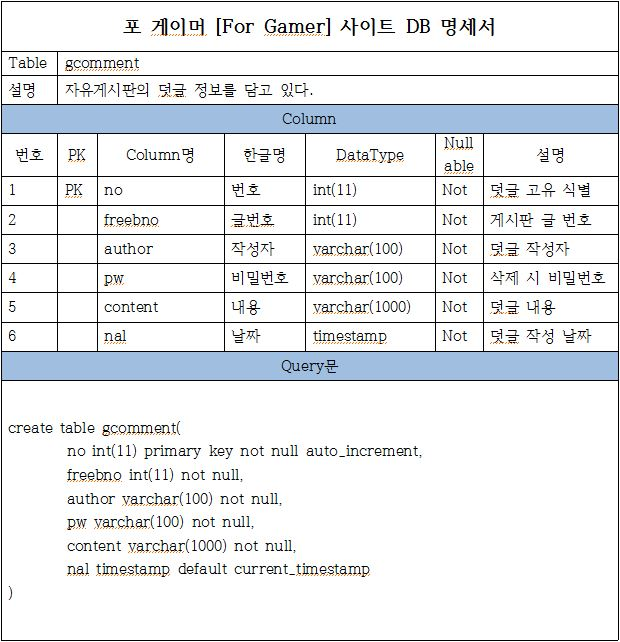 포 게이머 [For Gamer] 사이트 DB 명세서
Table gcomment
설명 자유게시판의 덧글 정보를 담고 있다.
Column
번호 PK Column명 한글명 DataType Null able 설명
1 PK no 번호 int(11) Not 덧글 고유 식별
2 freebno 글번호 int(11) Not 게시판 글 번호
3 author 작성자 varchar(100) Not 덧글 작성자
4 pw 비밀번호 varchar(100) Not 삭제 시 비밀번호
5 content 내용 varchar(1000) Not 덧글 내용
6 nal 날짜 timestamp Not 덧글 작성 날짜
Query문
create table gcomment(
no int(11) primary key not null auto_increment,
freebno int(11) not null,
author varchar(100) not null,
pw varchar(100) not null,
content varchar(1000) not null,
nal timestamp default current_timestamp
)